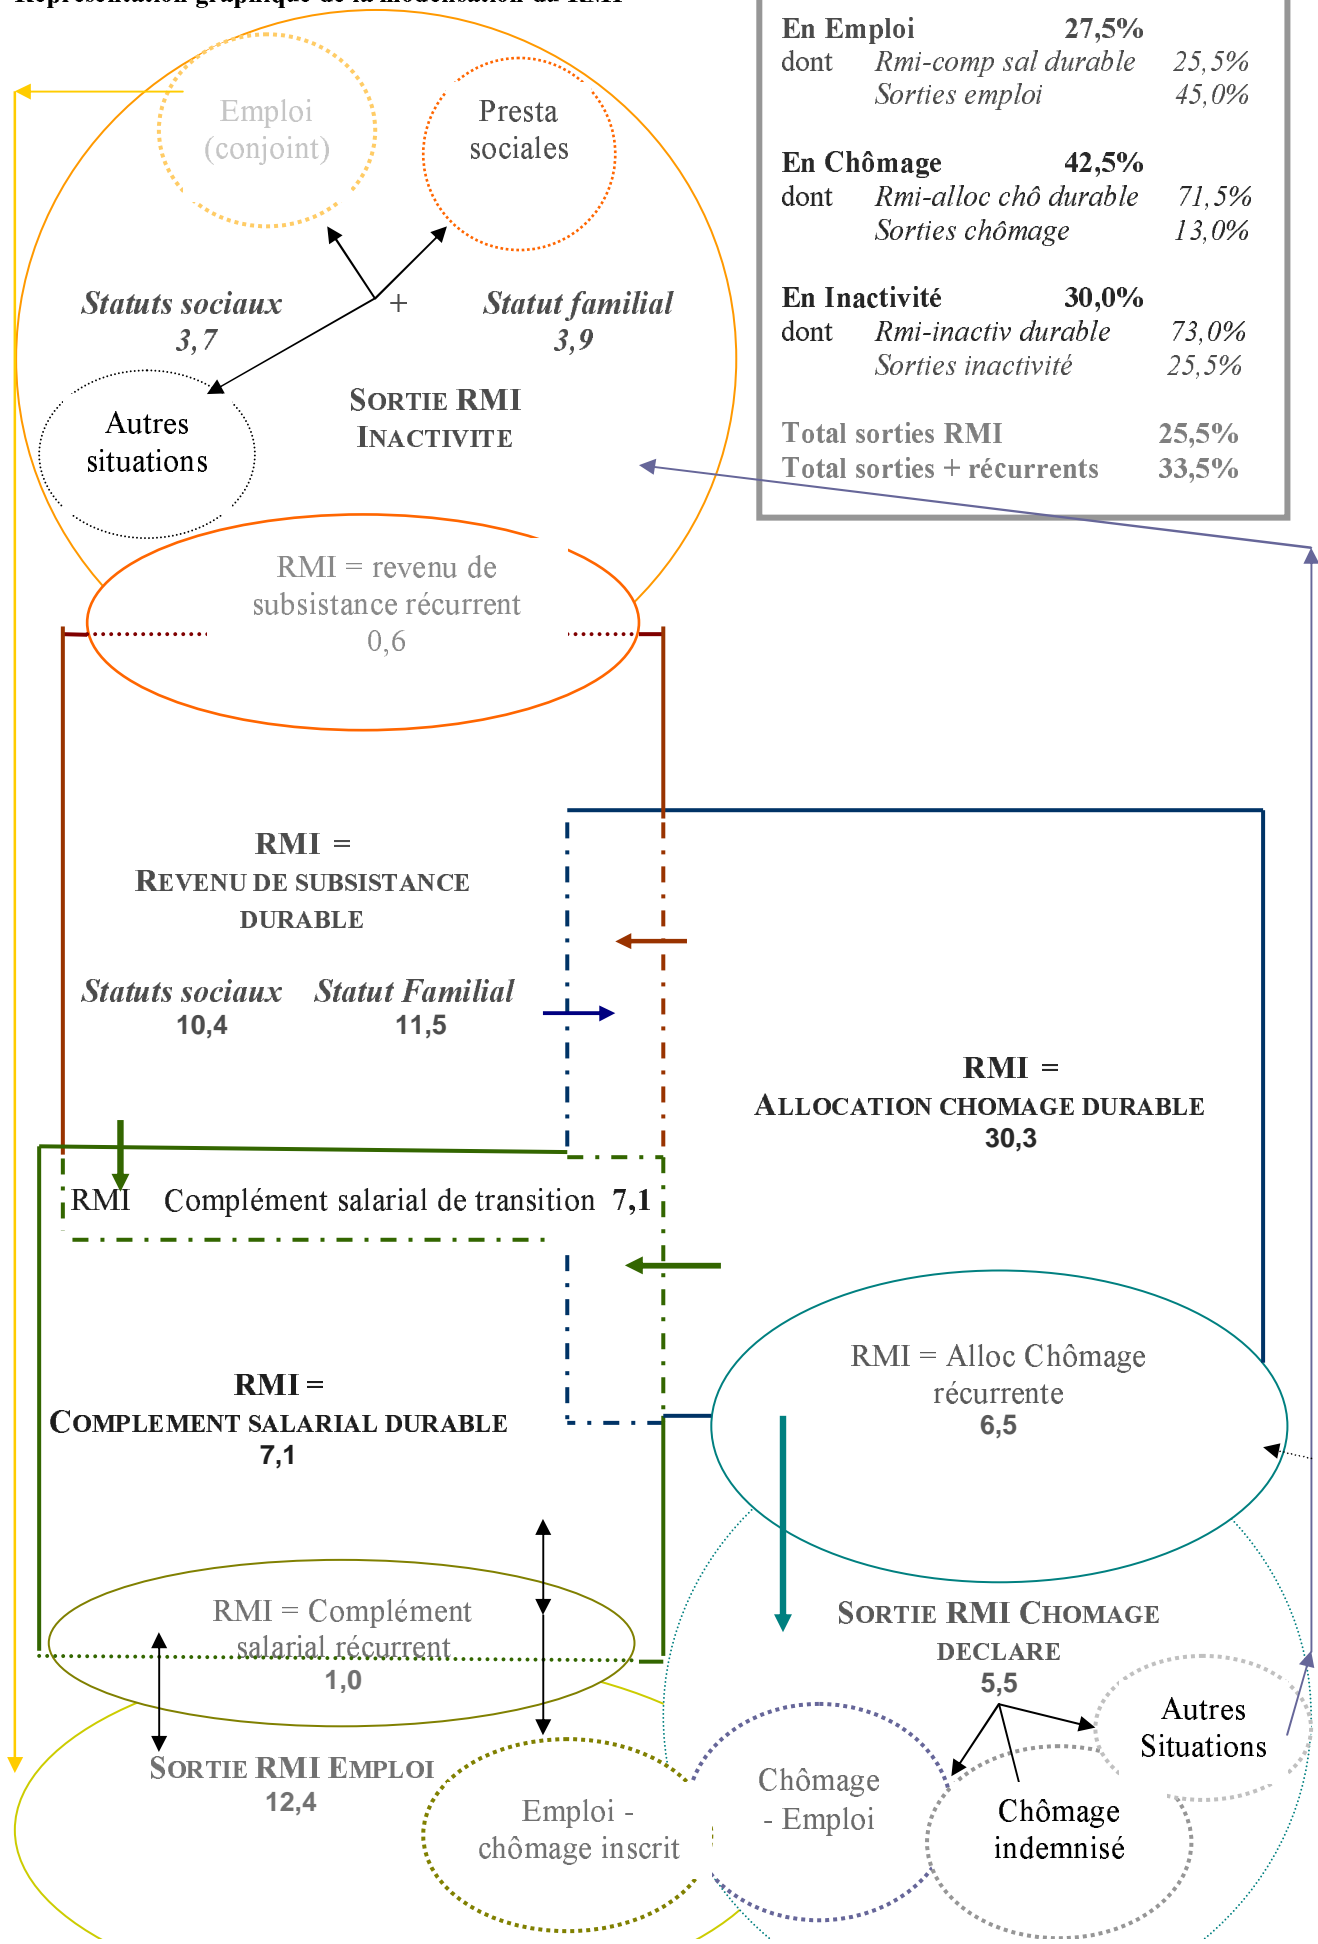 Représentation graphique de la modélisation du RMI
En Emploi 27,5%
dont Rmi-comp sal durable 25,5%
Sorties emploi 45,0%
En Chômage 42,5%
dont Rmi-alloc chô durable 71,5%
Sorties chômage 13,0%
En Inactivité 30,0%
dont Rmi-inactiv durable 73,0%
Sorties inactivité 25,5%
Total sorties RMI 25,5%
Total sorties + récurrents 33,5%
Emploi
(conjoint)
Presta
sociales
Statuts sociaux
3,7
+
Statut familial
3,9
Autres
situations
SORTIE RMI
INACTIVITE
RMI = revenu de
subsistance récurrent
0,6
RMI =
REVENU DE SUBSISTANCE
DURABLE
Statuts sociaux Statut Familial
10,4 11,5
RMI =
ALLOCATION CHOMAGE DURABLE
30,3
RMI Complément salarial de transition 7,1
RMI =
COMPLEMENT SALARIAL DURABLE
7,1
RMI = Alloc Chômage
récurrente
6,5
RMI = Complément
salarial récurrent
1,0
SORTIE RMI CHOMAGE
DECLARE
5,5
SORTIE RMI EMPLOI
12,4
Emploi -
chômage inscrit
Chômage
- Emploi
Chômage
indemnisé
Autres
Situations